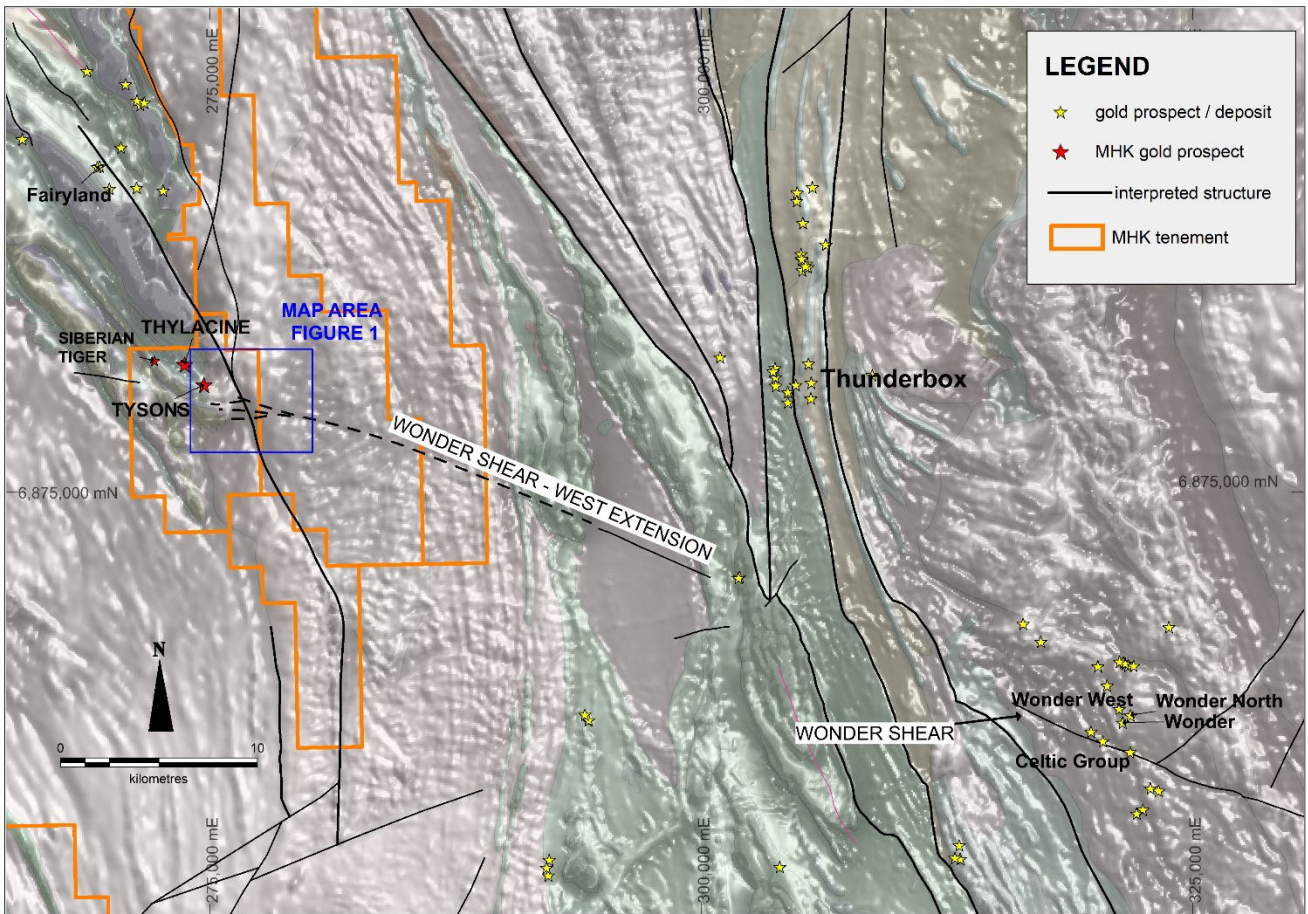 275,000 mE
300,000 mE
325,000 mE
LEGEND
gold prospect / deposit
MHK gold prospect
interpreted structure
MHK tenement
Fairyland
MAP AREA
FIGURE 1
THYLACINE
SIBERIAN
TIGER
TYSONS
Thunderbox
WONDER SHEAR - WEST EXTENSION
6,875,000 mN
6,875,000 mN
N
0
10
kilometres
Wonder West
Wonder North
Wonder
WONDER SHEAR
Celtic Group
275,000 mE
300,000 mE